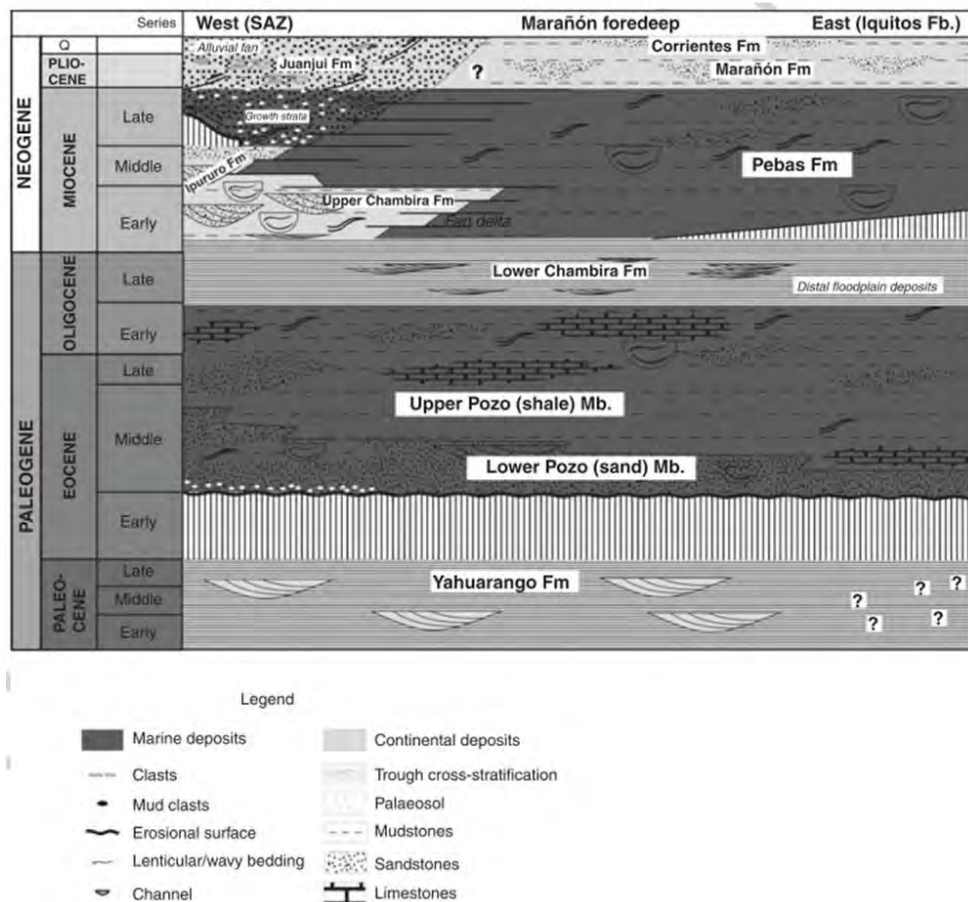 Series West (SAZ) Marañón foredeep East (Iquitos Fb.)
NEOGENE
Q
PLIO-
CENE
MIOCENE
Late
Middle
Early
Alluvial fan
Juanjui Fm
Corrientes Fm
?
Marañón Fm
Growth strata
Ipururo Fm
Pebas Fm
Upper Chambira Fm
Fan delta
PALEOGENE
OLIGOCENE
Late
Early
Lower Chambira Fm
Distal floodplain deposits
EOCENE
Late
Middle
Early
Upper Pozo (shale) Mb.
Lower Pozo (sand) Mb.
PALEO-
CENE
Late
Middle
Early
Yahuarango Fm
? ?
?
?
?
Legend
Marine deposits Continental deposits
Clasts Trough cross-stratification
Mud clasts Palaeosol
Erosional surface Mudstones
Lenticular/wavy bedding Sandstones
Channel Limestones